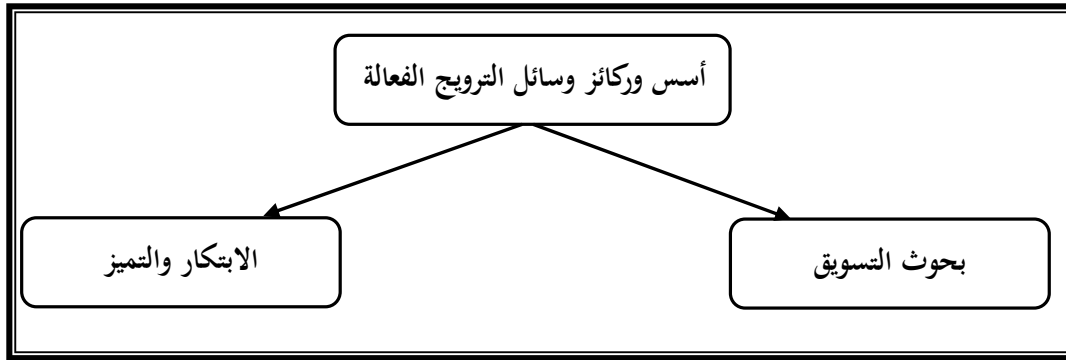 أسس وركائز وسائل الترويج الفعالة
بحوث التسويق
الابتكار والتميز